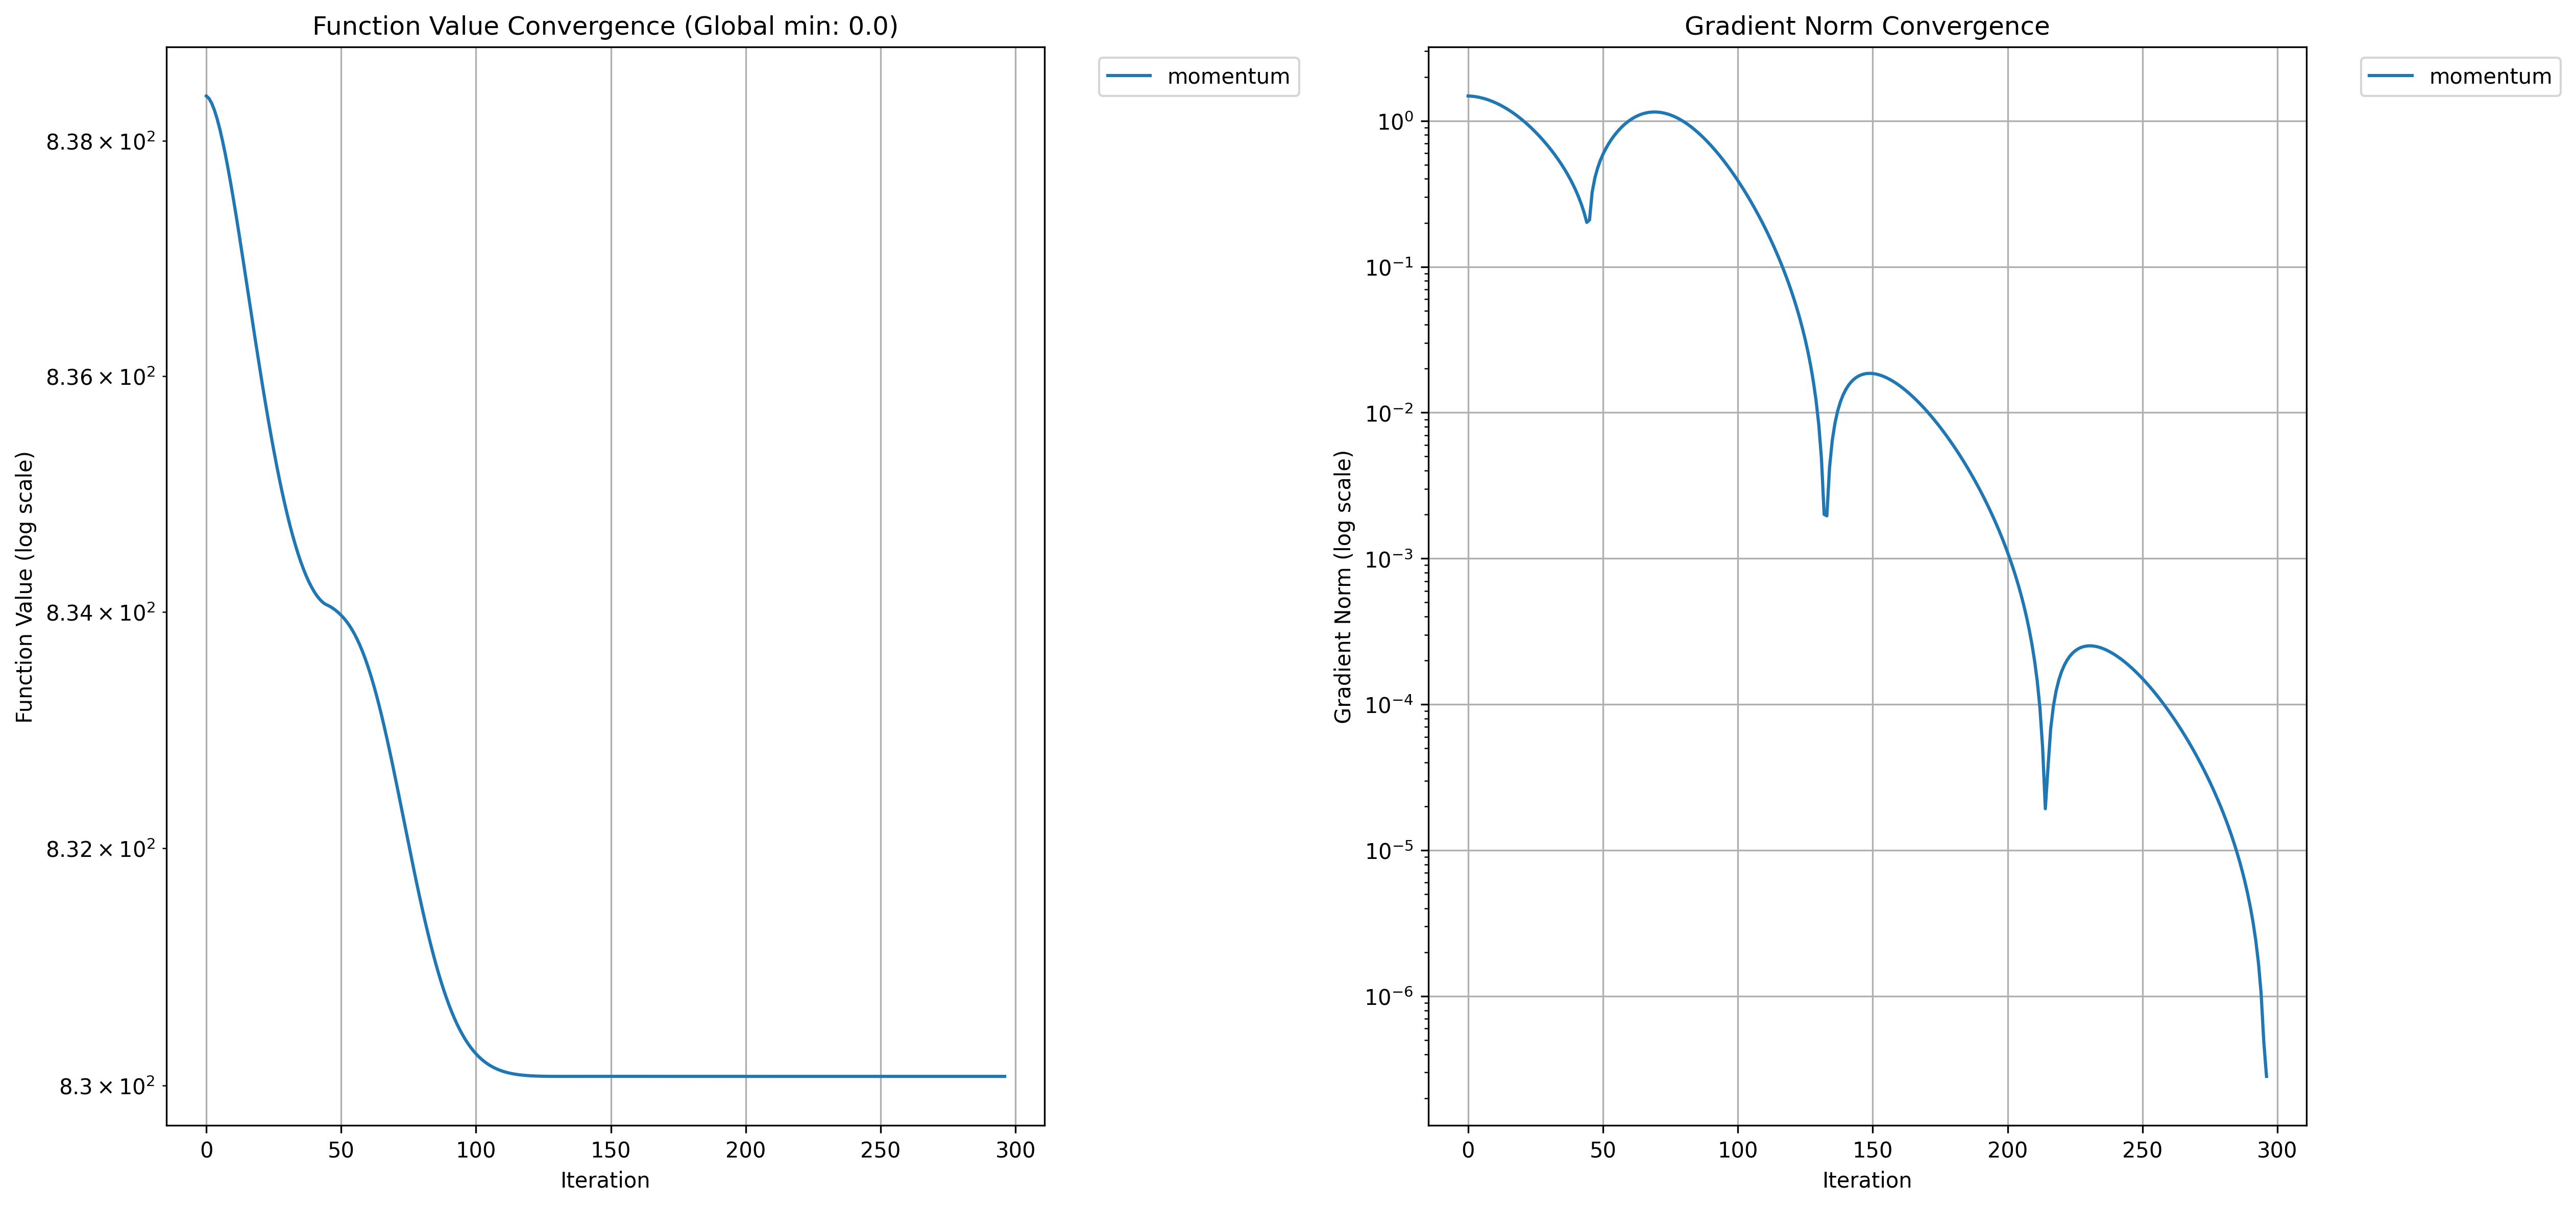 Function Value Convergence (Global min: 0.0)
momentum
Function Value (log scale)
8.38 × 10²
8.36 × 10²
8.34 × 10²
8.32 × 10²
8.3 × 10²
0 50 100 150 200 250 300
Iteration
Gradient Norm Convergence
momentum
Gradient Norm (log scale)
10⁰
10⁻¹
10⁻²
10⁻³
10⁻⁴
10⁻⁵
10⁻⁶
0 50 100 150 200 250 300
Iteration